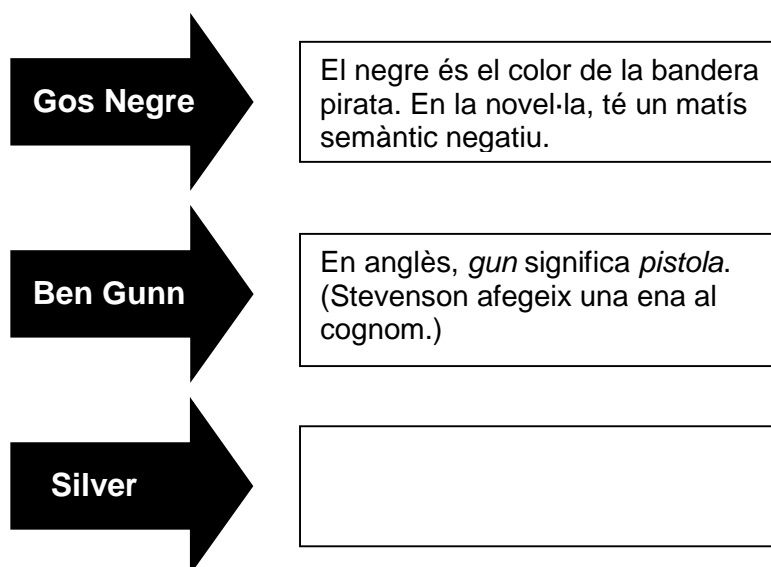 Gos Negre
El negre és el color de la bandera
pirata. En la novel·la, té un matís
semàntic negatiu.
Ben Gunn
En anglès, gun significa pistola.
(Stevenson afegeix una ena al
cognom.)
Silver